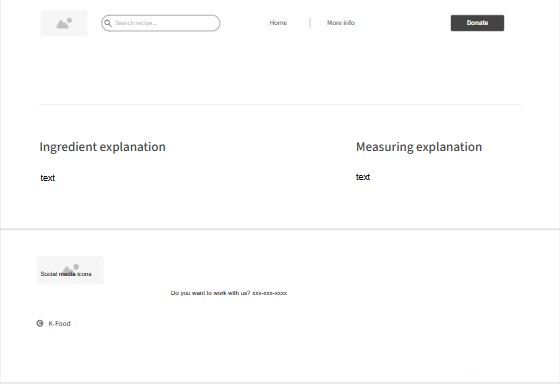 Search recipe...
Home
More info
Donate
Ingredient explanation
Measuring explanation
text
text
Social media icons
Do you want to work with us? xxx-xxx-xxxx
© K-Food